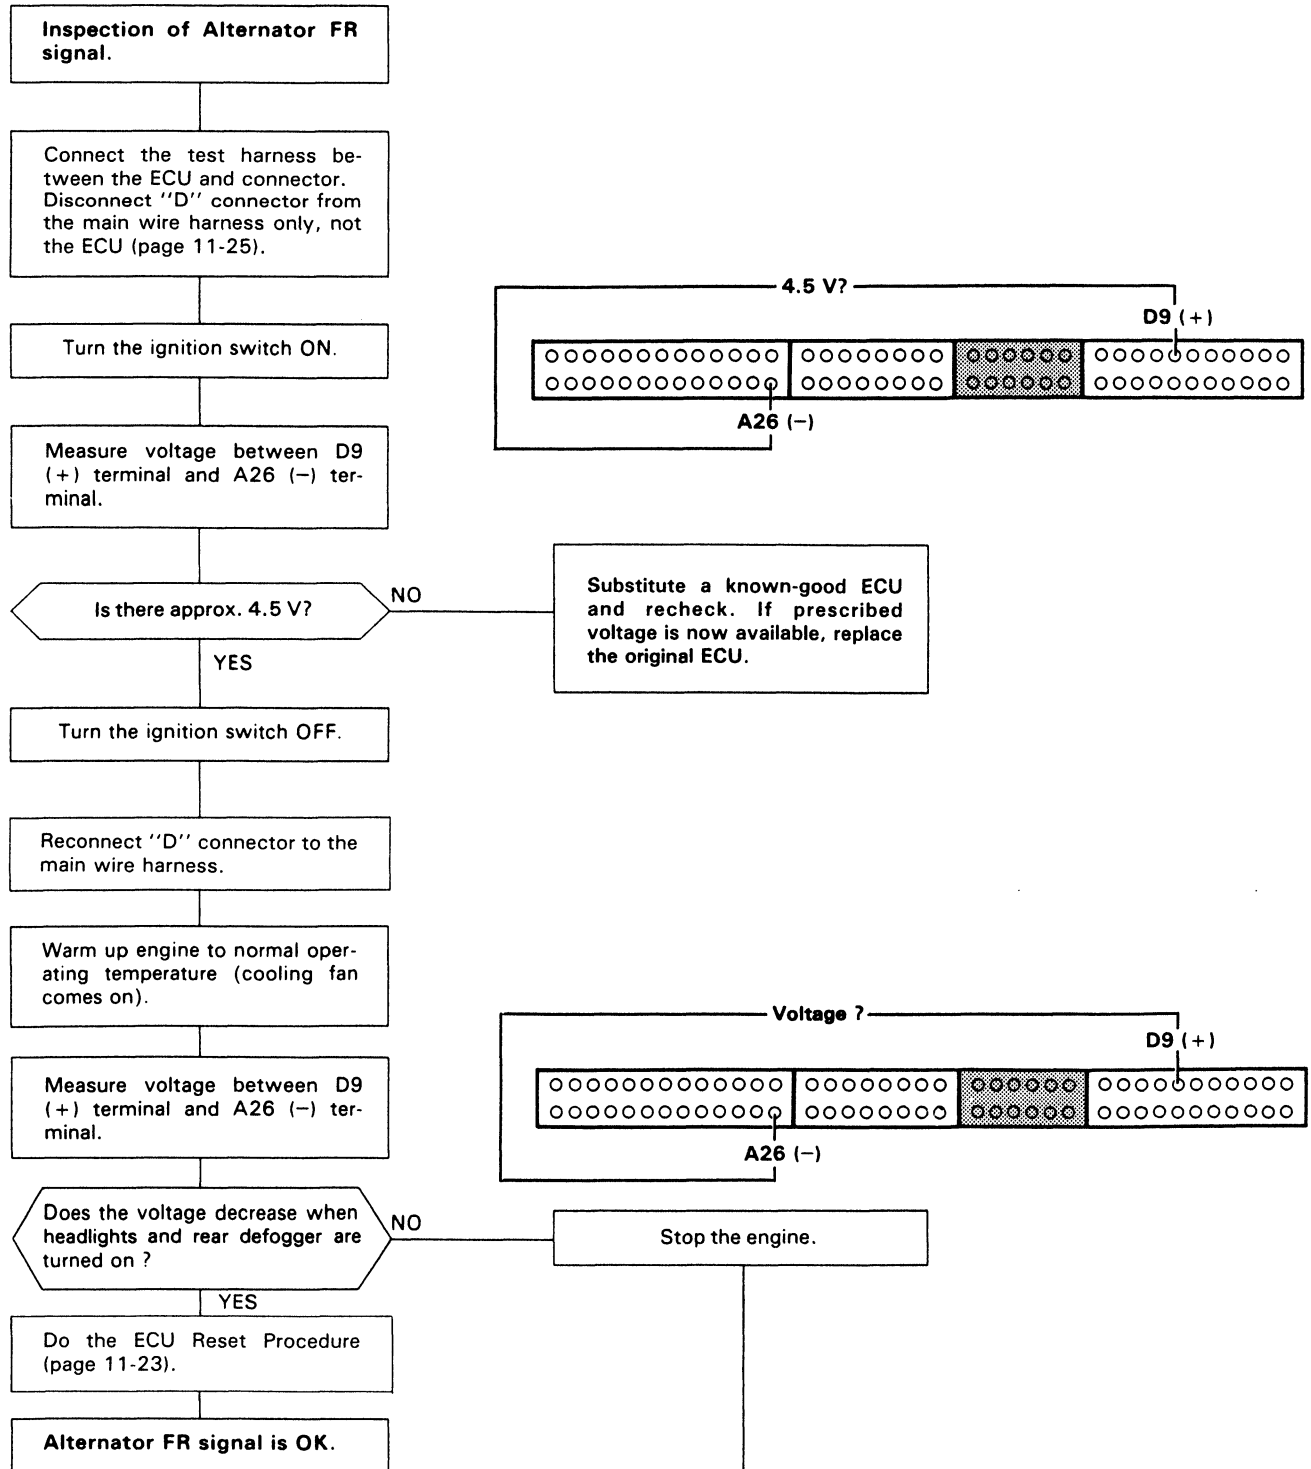 Inspection of Alternator FR
signal.
Connect the test harness be-
tween the ECU and connector.
Disconnect "D" connector from
the main wire harness only, not
the ECU (page 11-25).
Turn the ignition switch ON.
4.5 V?
D9 (+)
A26 (−)
Measure voltage between D9
(+) terminal and A26 (−) ter-
minal.
Is there approx. 4.5 V?
NO
Substitute a known-good ECU
and recheck. If prescribed
voltage is now available, replace
the original ECU.
YES
Turn the ignition switch OFF.
Reconnect "D" connector to the
main wire harness.
Warm up engine to normal oper-
ating temperature (cooling fan
comes on).
Voltage ?
D9 (+)
A26 (−)
Measure voltage between D9
(+) terminal and A26 (−) ter-
minal.
Does the voltage decrease when
headlights and rear defogger are
turned on ?
NO
Stop the engine.
YES
Do the ECU Reset Procedure
(page 11-23).
Alternator FR signal is OK.